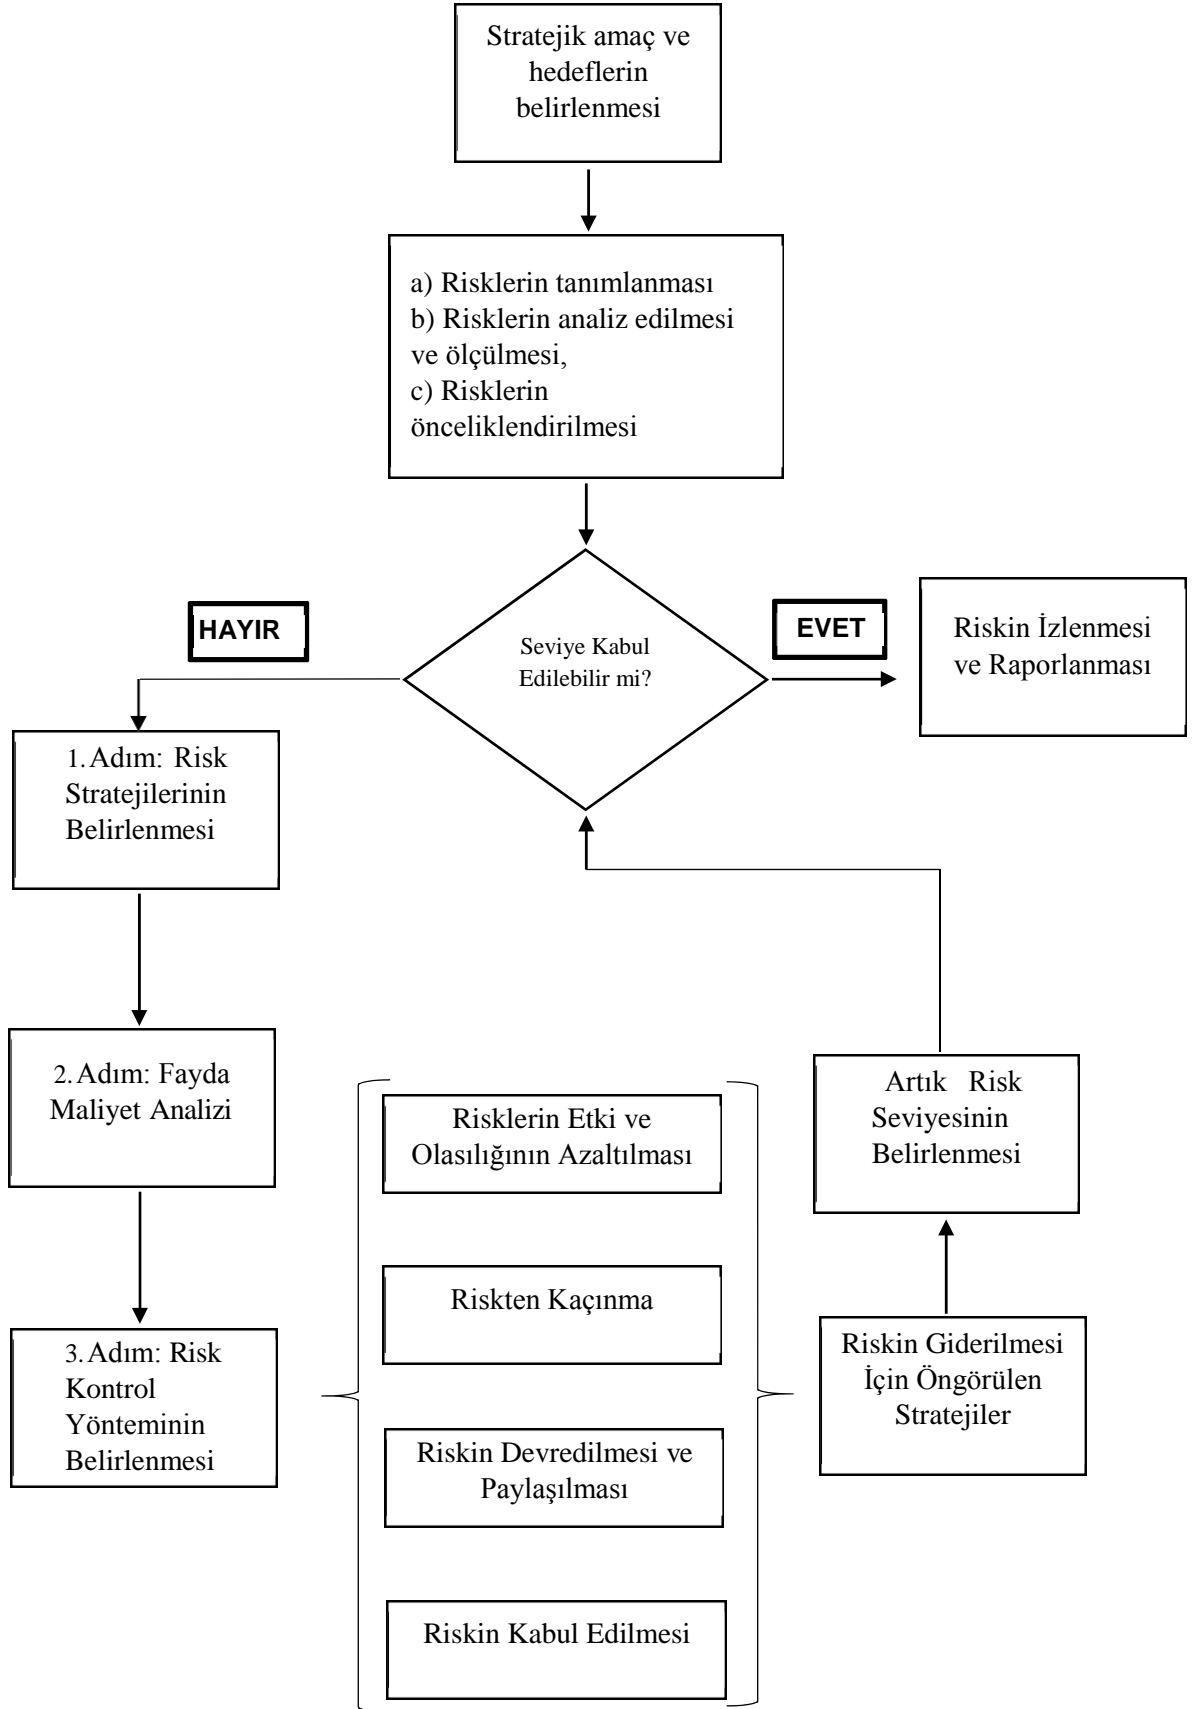 Stratejik amaç ve
hedeflerin
belirlenmesi
a) Risklerin tanımlanması
b) Risklerin analiz edilmesi
ve ölçülmesi,
c) Risklerin
önceliklendirilmesi
HAYIR
Seviye Kabul
Edilebilir mi?
EVET
Riskin İzlenmesi
ve Raporlanması
1. Adım: Risk
Stratejilerinin
Belirlenmesi
2. Adım: Fayda
Maliyet Analizi
3. Adım: Risk
Kontrol
Yönteminin
Belirlenmesi
Risklerin Etki ve
Olasılığının Azaltılması
Riskten Kaçınma
Riskin Devredilmesi ve
Paylaşılması
Riskin Kabul Edilmesi
Riskin Giderilmesi
İçin Öngörülen
Stratejiler
Artık Risk
Seviyesinin
Belirlenmesi